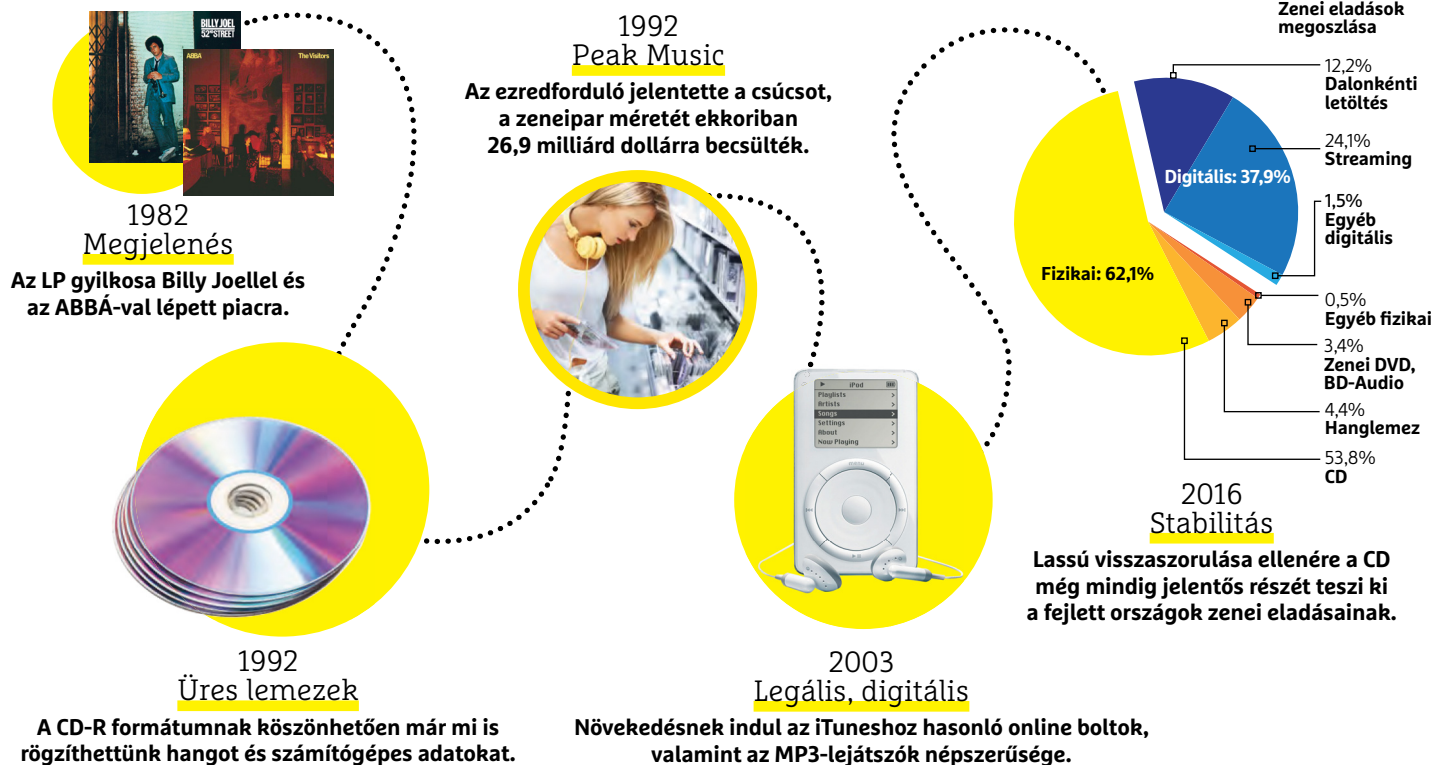 BILLY JOEL
52ND STREET
ABBA
The Visitors
1982
Megjelenés
Az LP gyilkosa Billy Joellel és
az ABBÁ-val lépett piacra.
1992
Üres lemezek
A CD-R formátumnak köszönhetően már mi is
rögzíthettünk hangot és számítógépes adatokat.
1992
Peak Music
Az ezredforduló jelentette a csúcsot,
a zeneipar méretét ekkoriban
26,9 milliárd dollárra becsülték.
iPod
Playlists >
Artists >
Songs >
Settings >
About >
Now Playing >
menu
2003
Legális, digitális
Növekedésnek indul az iTuneshoz hasonló online boltok,
valamint az MP3-lejátszók népszerűsége.
Zenei eladások
megoszlása
12,2%
Dalonkénti
letöltés
24,1%
Streaming
Digitális: 37,9%
1,5%
Egyéb
digitális
Fizikai: 62,1%
0,5%
Egyéb fizikai
3,4%
Zenei DVD,
BD-Audio
4,4%
Hanglemez
53,8%
CD
2016
Stabilitás
Lassú visszaszorulása ellenére a CD
még mindig jelentős részét teszi ki
a fejlett országok zenei eladásainak.